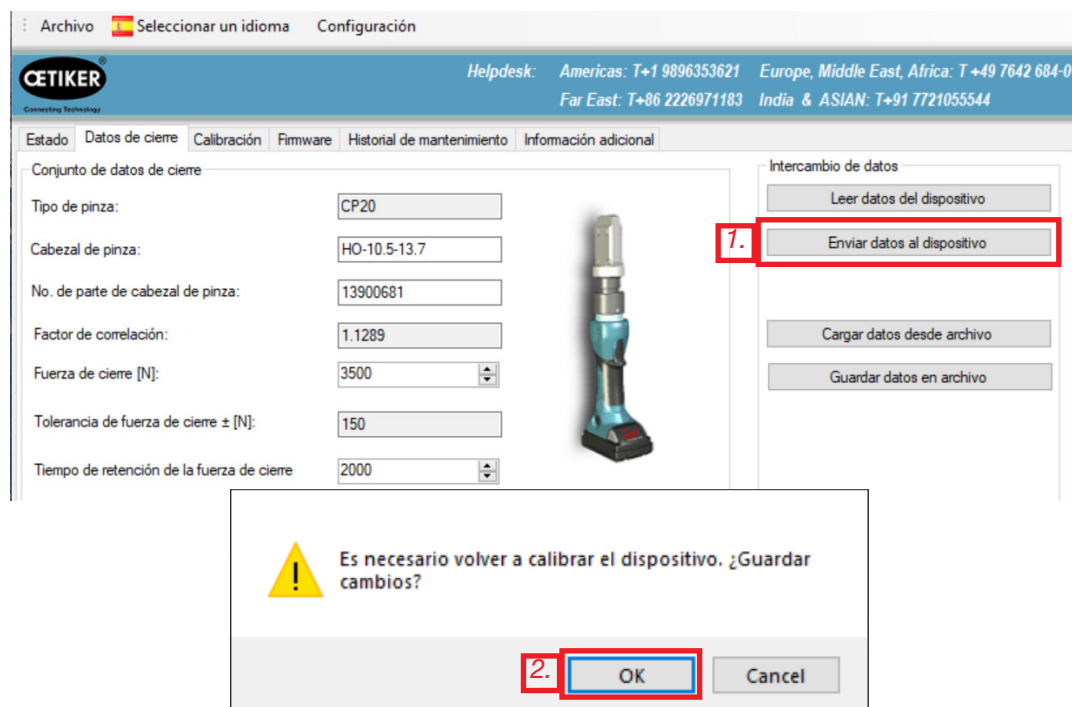 Archivo Seleccionar un idioma Configuración
ŒTIKER®
Connecting Technology
Helpdesk: Americas: T+1 9896353621 Europe, Middle East, Africa: T +49 7642 684-0
Far East: T+86 2226971183 India & ASIAN: T+91 7721055544
Estado Datos de cierre Calibración Firmware Historial de mantenimiento Información adicional
Conjunto de datos de cierre
Tipo de pinza: CP20
Cabezal de pinza: HO-10.5-13.7
No. de parte de cabezal de pinza: 13900681
Factor de correlación: 1.1289
Fuerza de cierre [N]: 3500
Tolerancia de fuerza de cierre ± [N]: 150
Tiempo de retención de la fuerza de cierre 2000
Intercambio de datos
Leer datos del dispositivo
1. Enviar datos al dispositivo
Cargar datos desde archivo
Guardar datos en archivo
Es necesario volver a calibrar el dispositivo. ¿Guardar
cambios?
2. OK Cancel